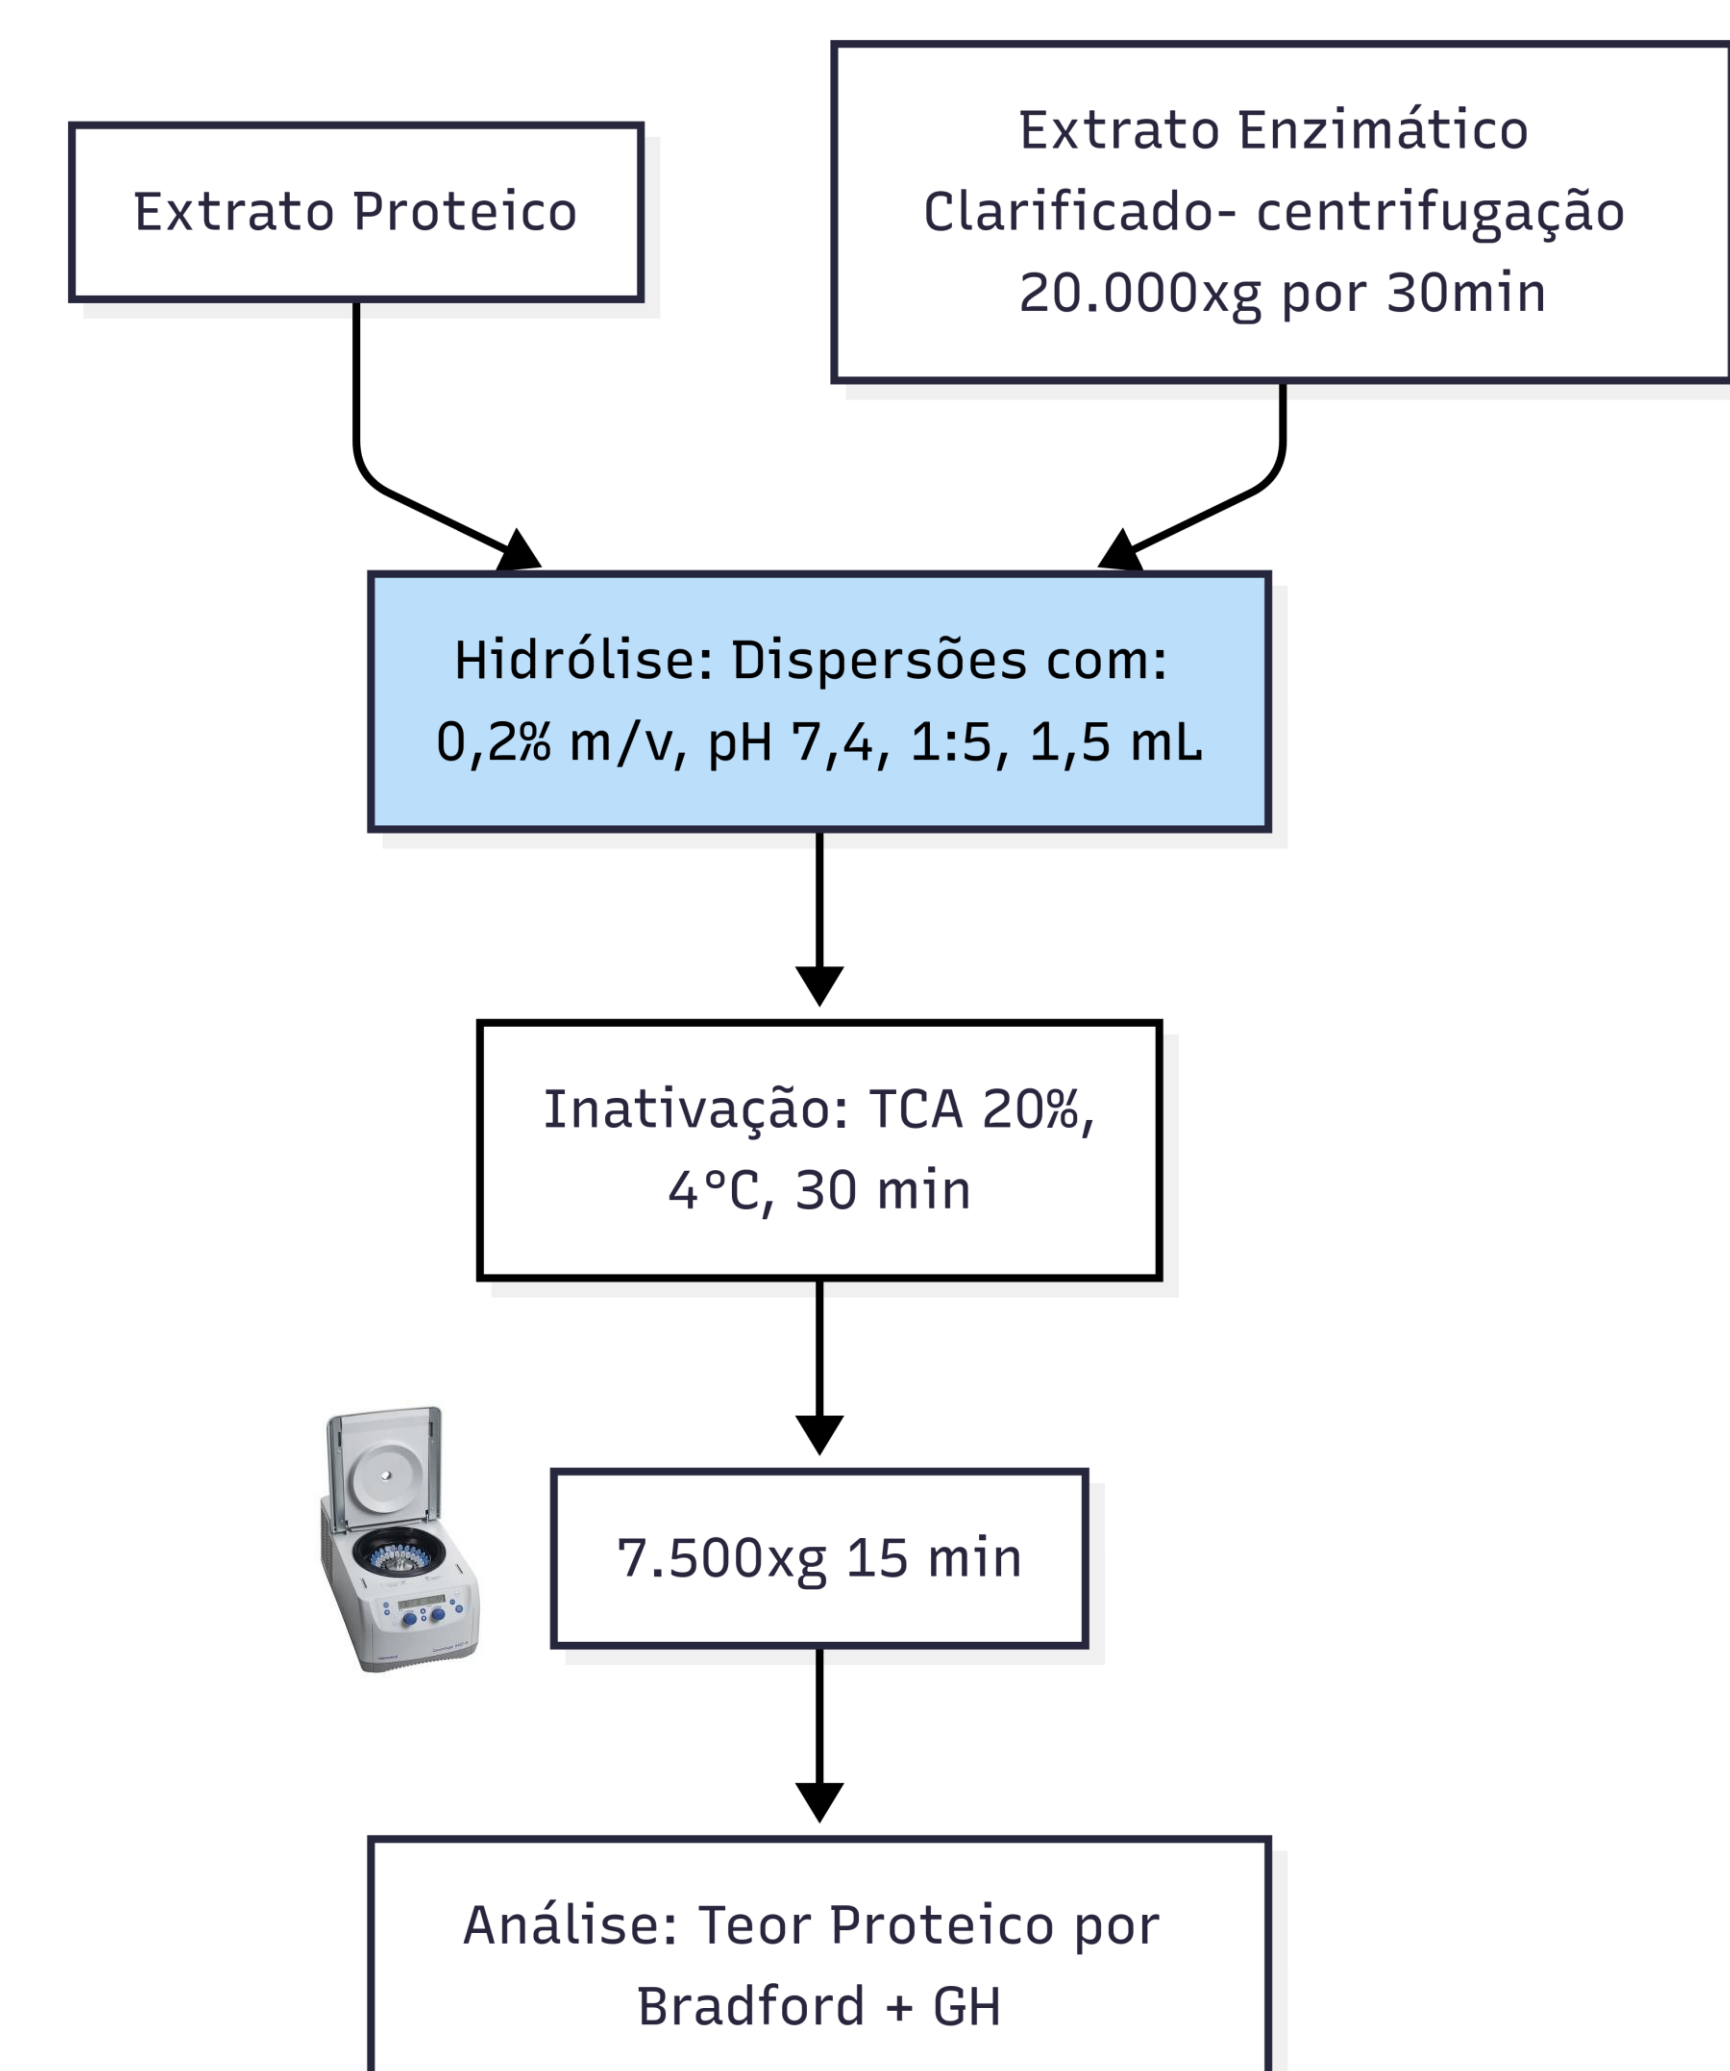 Extrato Proteico
Extrato Enzimático
Clarificado- centrifugação
20.000xg por 30min
Hidrólise: Dispersões com:
0,2% m/v, pH 7,4, 1:5, 1,5 mL
Inativação: TCA 20%,
4°C, 30 min
7.500xg 15 min
Análise: Teor Proteico por
Bradford + GH